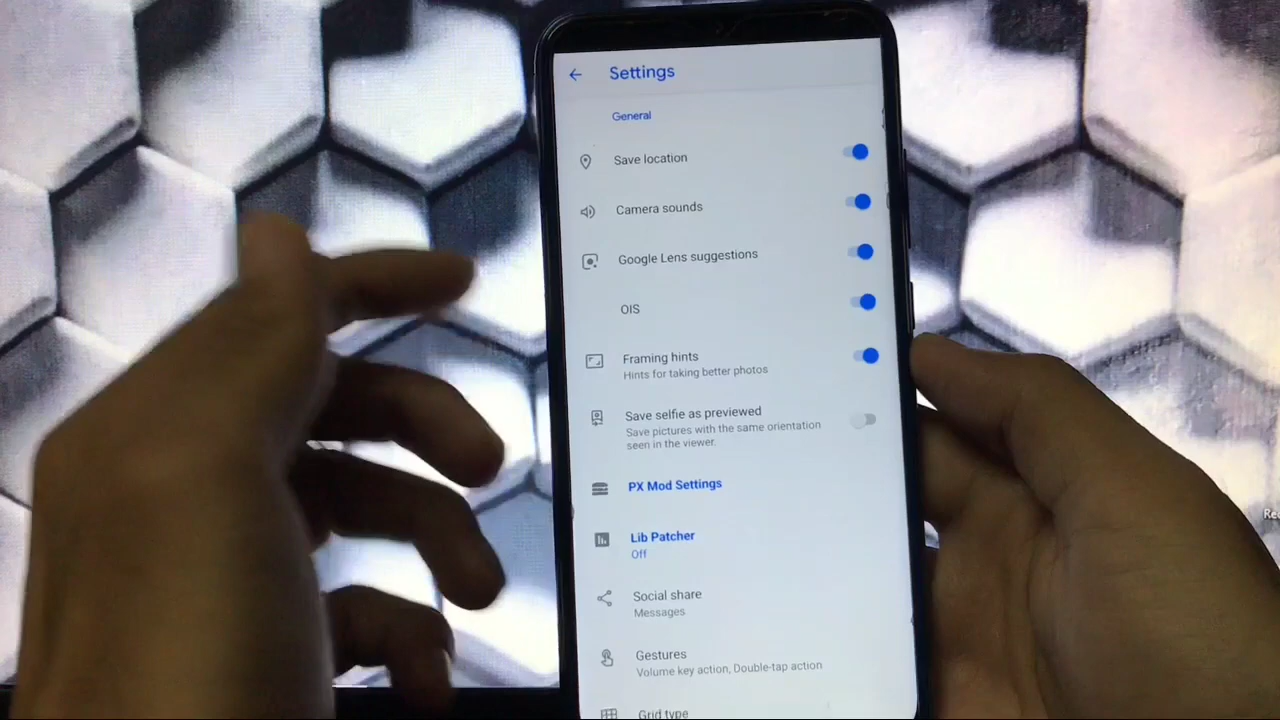 Settings
General
Save location
Camera sounds
Google Lens suggestions
OIS
Framing hints
Hints for taking better photos
Save selfie as previewed
Save pictures with the same orientation
seen in the viewer.
PX Mod Settings
Lib Patcher
Off
Social share
Messages
Gestures
Volume key action, Double-tap action
Grid type